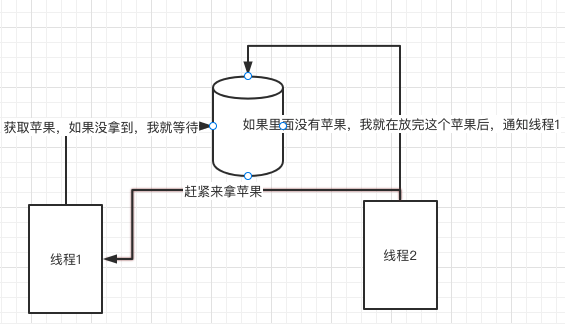 获取苹果，如果没拿到，我就等待
如果里面没有苹果，我就在放完这个苹果后，通知线程1
赶紧来拿苹果
线程1
线程2